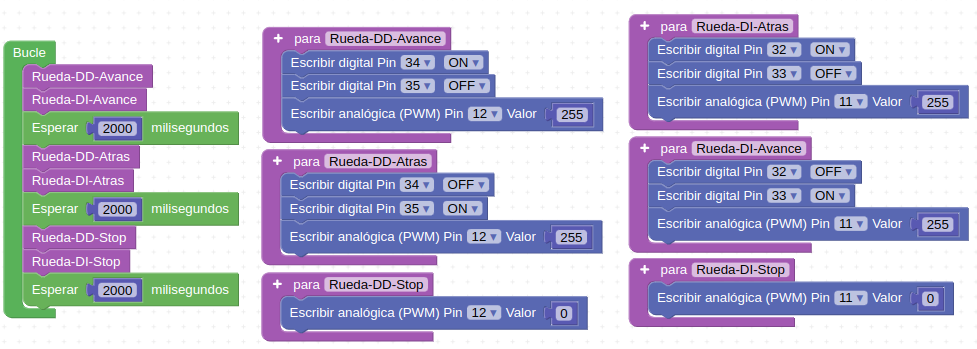 Bucle
Rueda-DD-Avance
Rueda-DI-Avance
Esperar 2000 milisegundos
Rueda-DD-Atras
Rueda-DI-Atras
Esperar 2000 milisegundos
Rueda-DD-Stop
Rueda-DI-Stop
Esperar 2000 milisegundos
+ para Rueda-DD-Avance
Escribir digital Pin 34 ▾ ON ▾
Escribir digital Pin 35 ▾ OFF ▾
Escribir analógica (PWM) Pin 12 ▾ Valor 255
+ para Rueda-DD-Atras
Escribir digital Pin 34 ▾ OFF ▾
Escribir digital Pin 35 ▾ ON ▾
Escribir analógica (PWM) Pin 12 ▾ Valor 255
+ para Rueda-DD-Stop
Escribir analógica (PWM) Pin 12 ▾ Valor 0
+ para Rueda-DI-Atras
Escribir digital Pin 32 ▾ ON ▾
Escribir digital Pin 33 ▾ OFF ▾
Escribir analógica (PWM) Pin 11 ▾ Valor 255
+ para Rueda-DI-Avance
Escribir digital Pin 32 ▾ OFF ▾
Escribir digital Pin 33 ▾ ON ▾
Escribir analógica (PWM) Pin 11 ▾ Valor 255
+ para Rueda-DI-Stop
Escribir analógica (PWM) Pin 11 ▾ Valor 0